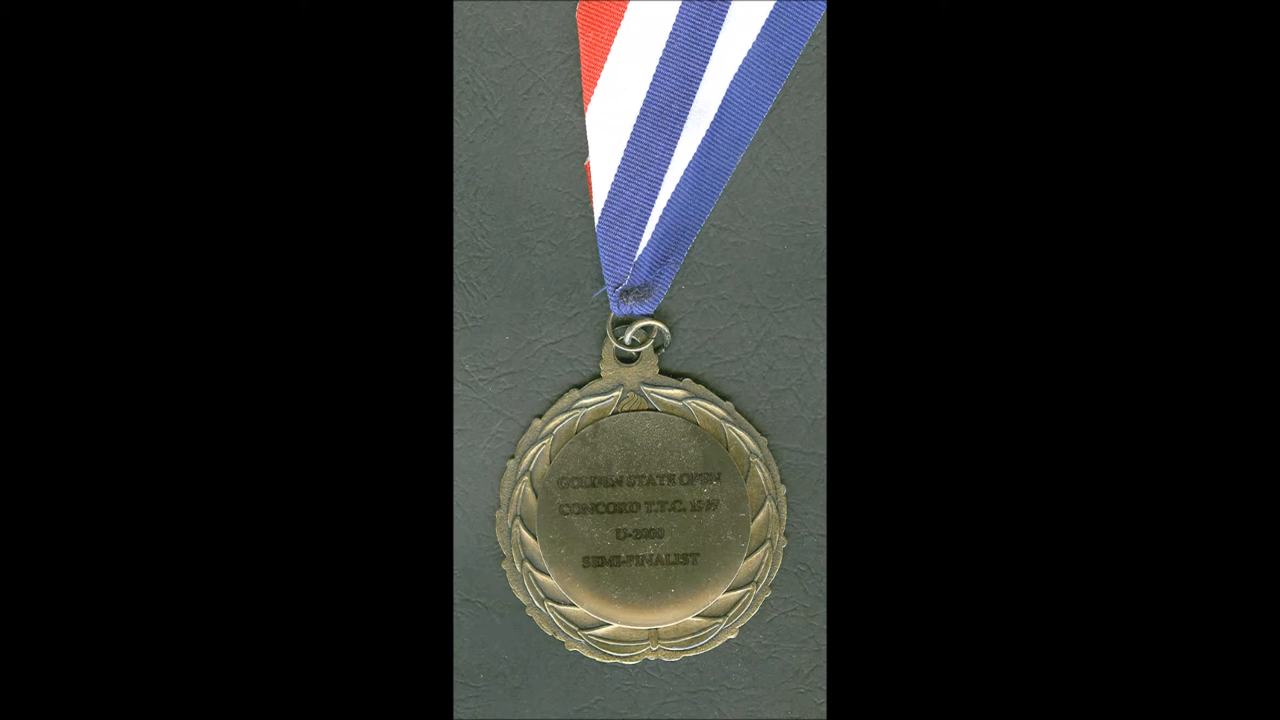 GOLDEN STATE OPEN
CONCORD T.T.C.
U-2000
SEMI-FINALIST